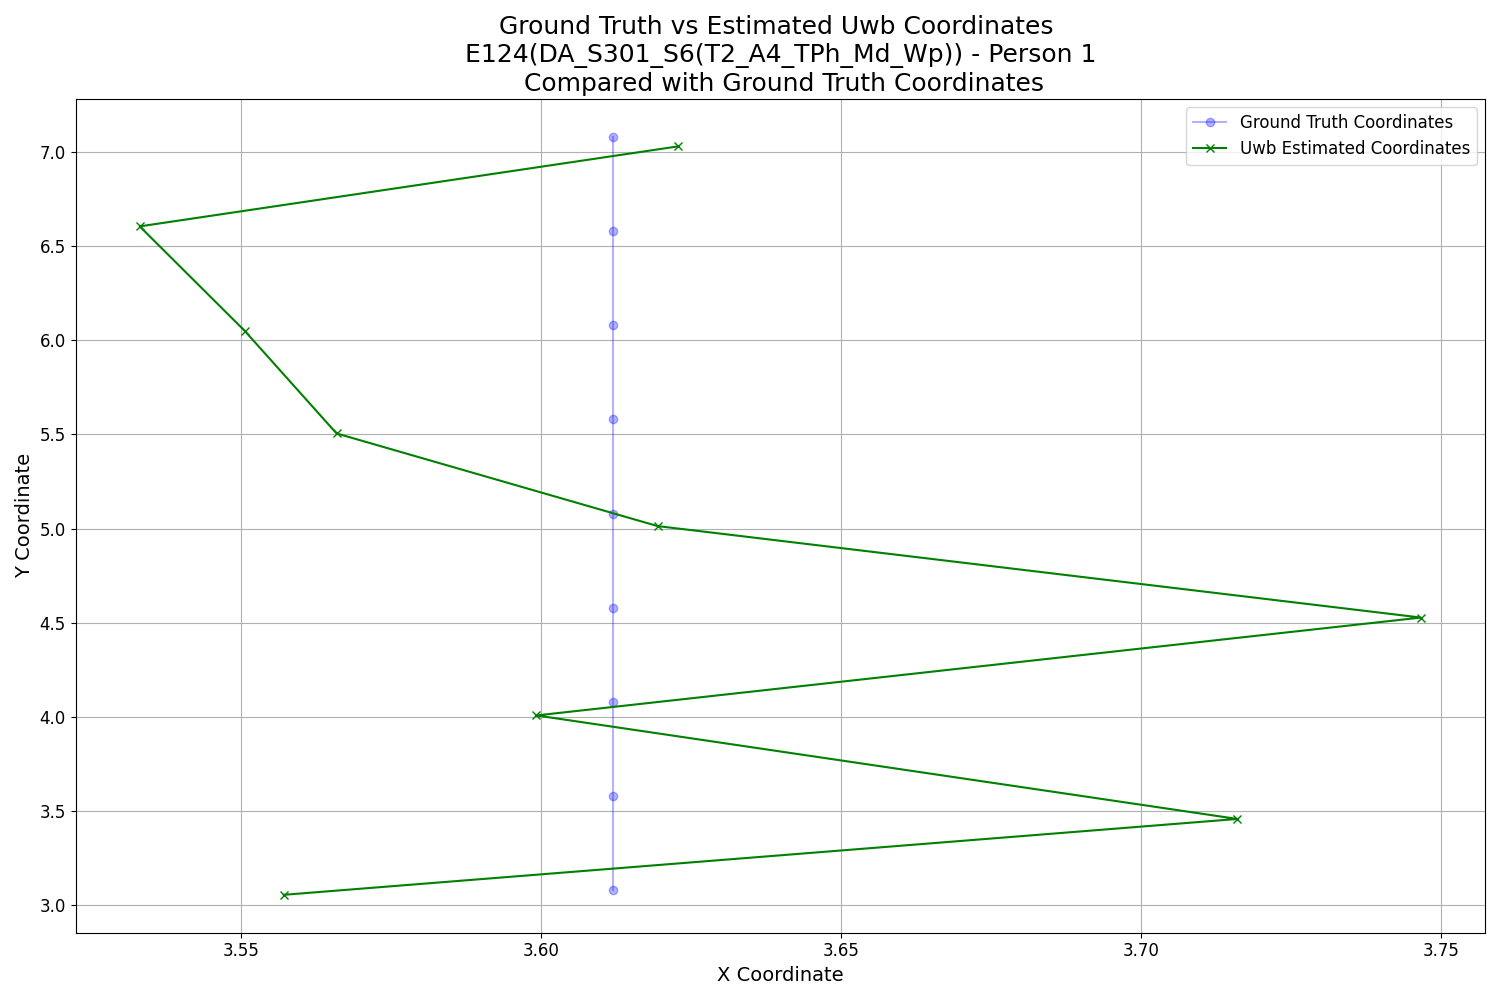 Ground Truth vs Estimated Uwb Coordinates
E124(DA_S301_S6(T2_A4_TPh_Md_Wp)) - Person 1
Compared with Ground Truth Coordinates
Ground Truth Coordinates
Uwb Estimated Coordinates
Y Coordinate
7.0
6.5
6.0
5.5
5.0
4.5
4.0
3.5
3.0
3.55 3.60 3.65 3.70 3.75
X Coordinate